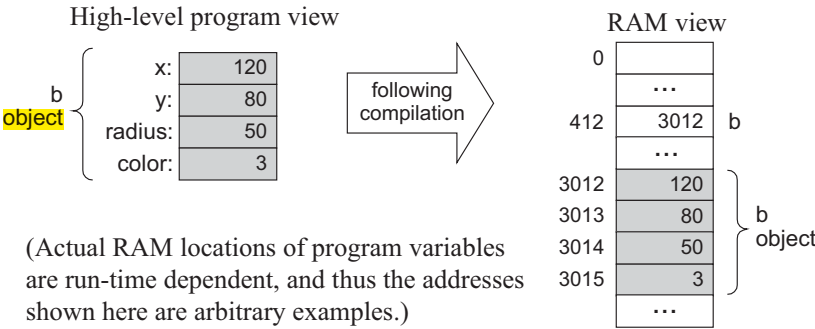 High-level program view
b
object
x: 120
y: 80
radius: 50
color: 3
following
compilation
RAM view
0
...
412 3012 b
...
3012 120
3013 80
3014 50
3015 3
b
object
...
(Actual RAM locations of program variables
are run-time dependent, and thus the addresses
shown here are arbitrary examples.)